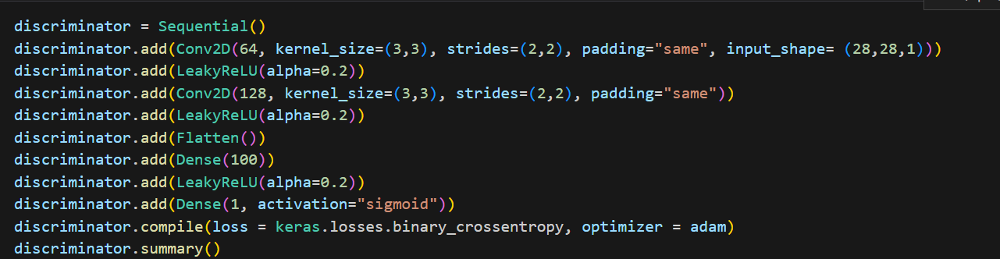 discriminator = Sequential()
discriminator.add(Conv2D(64, kernel_size=(3,3), strides=(2,2), padding="same", input_shape= (28,28,1)))
discriminator.add(LeakyReLU(alpha=0.2))
discriminator.add(Conv2D(128, kernel_size=(3,3), strides=(2,2), padding="same"))
discriminator.add(LeakyReLU(alpha=0.2))
discriminator.add(Flatten())
discriminator.add(Dense(100))
discriminator.add(LeakyReLU(alpha=0.2))
discriminator.add(Dense(1, activation="sigmoid"))
discriminator.compile(loss = keras.losses.binary_crossentropy, optimizer = adam)
discriminator.summary()